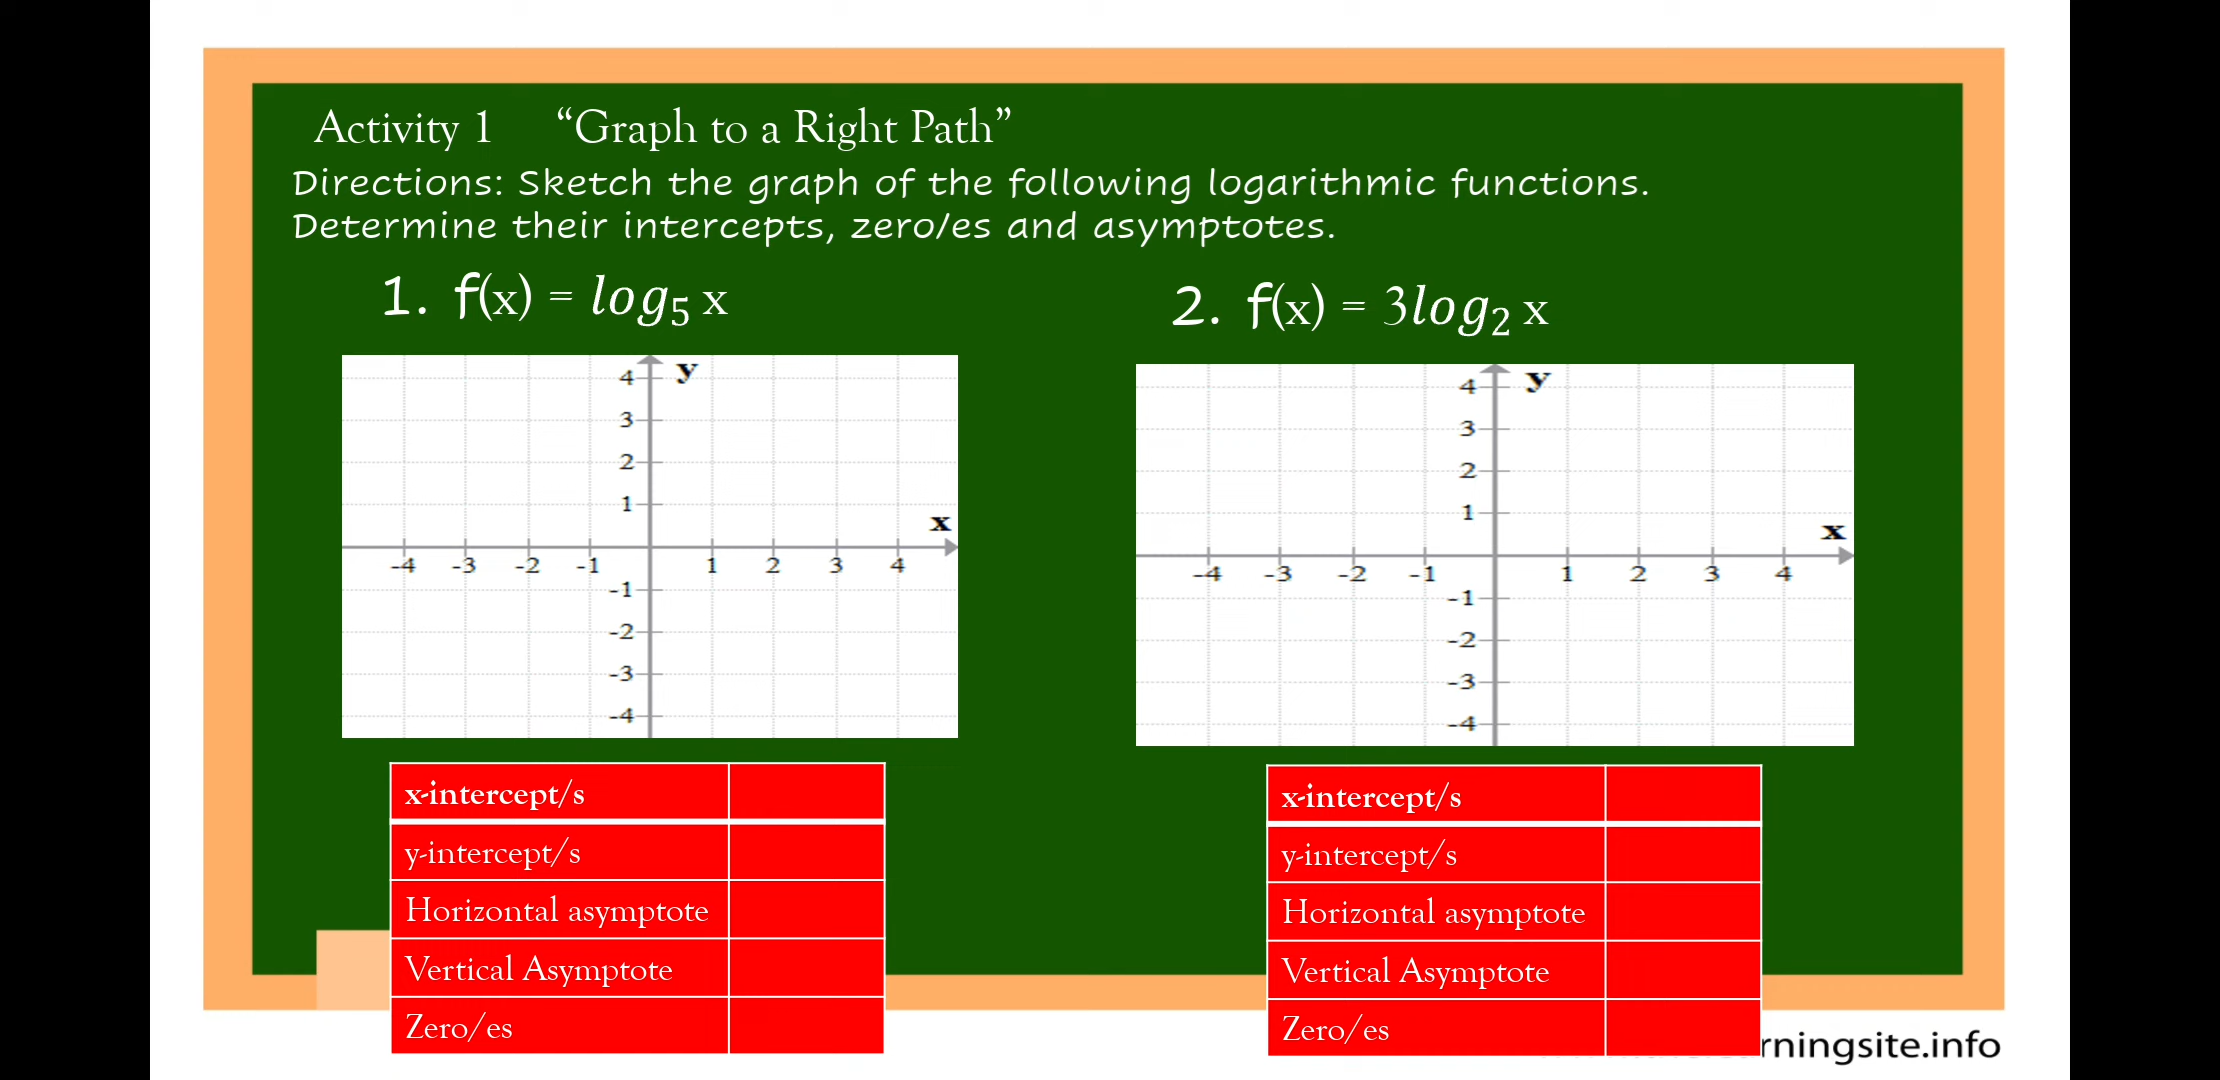 Activity 1 “Graph to a Right Path”
Directions: Sketch the graph of the following logarithmic functions.
Determine their intercepts, zero/es and asymptotes.
1. f(x) = log₅ x
2. f(x) = 3log₂ x
y
4
3
2
1
x
-4 -3 -2 -1 1 2 3 4
-1
-2
-3
-4
y
4
3
2
1
x
-4 -3 -2 -1 1 2 3 4
-1
-2
-3
-4
x-intercept/s
y-intercept/s
Horizontal asymptote
Vertical Asymptote
Zero/es
x-intercept/s
y-intercept/s
Horizontal asymptote
Vertical Asymptote
Zero/es
rningsite.info